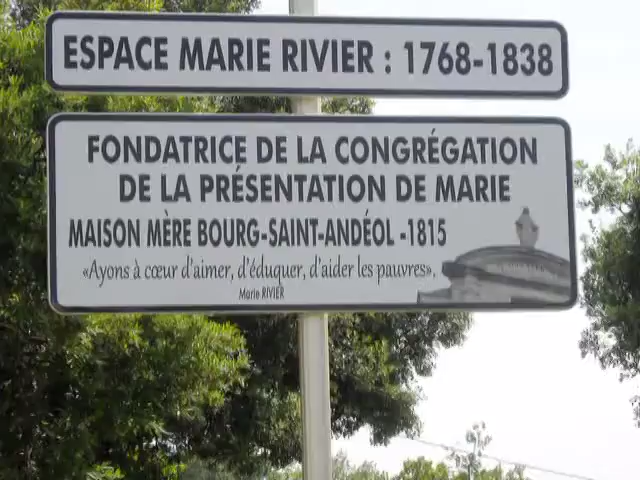 ESPACE MARIE RIVIER : 1768-1838
FONDATRICE DE LA CONGRÉGATION
DE LA PRÉSENTATION DE MARIE
MAISON MÈRE BOURG-SAINT-ANDÉOL -1815
«Ayons à cœur d'aimer, d'éduquer, d'aider les pauvres».
Marie RIVIER